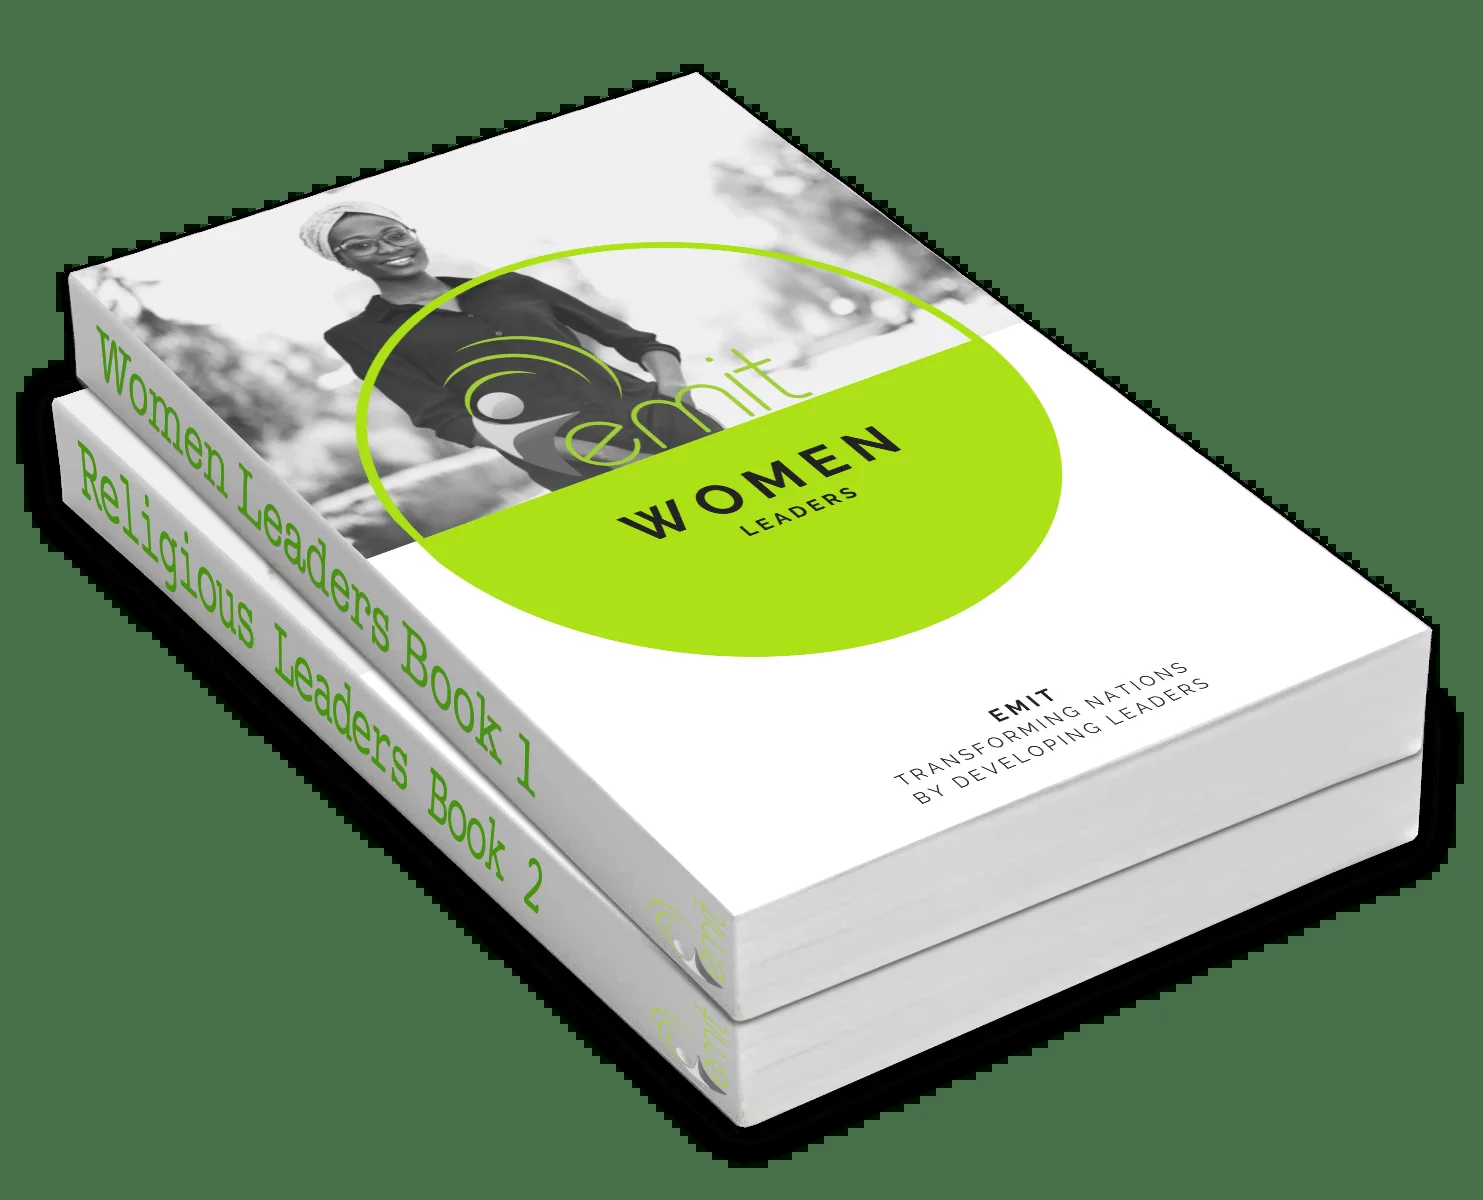 emit
WOMEN
LEADERS
EMIT
TRANSFORMING NATIONS
BY DEVELOPING LEADERS
Women Leaders Book 1
emit
Religious Leaders Book 2
emit